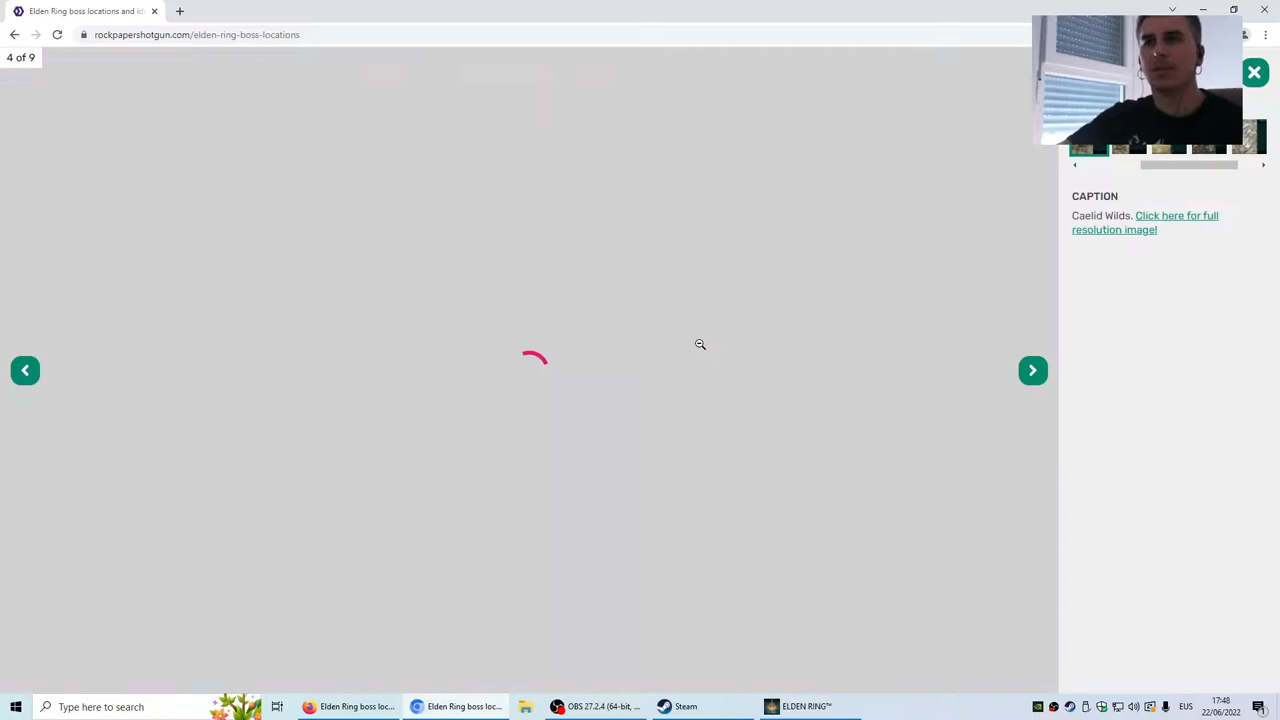 Elden Ring boss locations and ic
rockpapershotgun.com/elden-ring-boss-locations
4 of 9
CAPTION
Caelid Wilds. Click here for full
resolution image!
Type here to search
Elden Ring boss loc...
Elden Ring boss loc...
OBS 27.2.4 (64-bit, ...
Steam
ELDEN RING™
EUS
17:48
22/06/2022